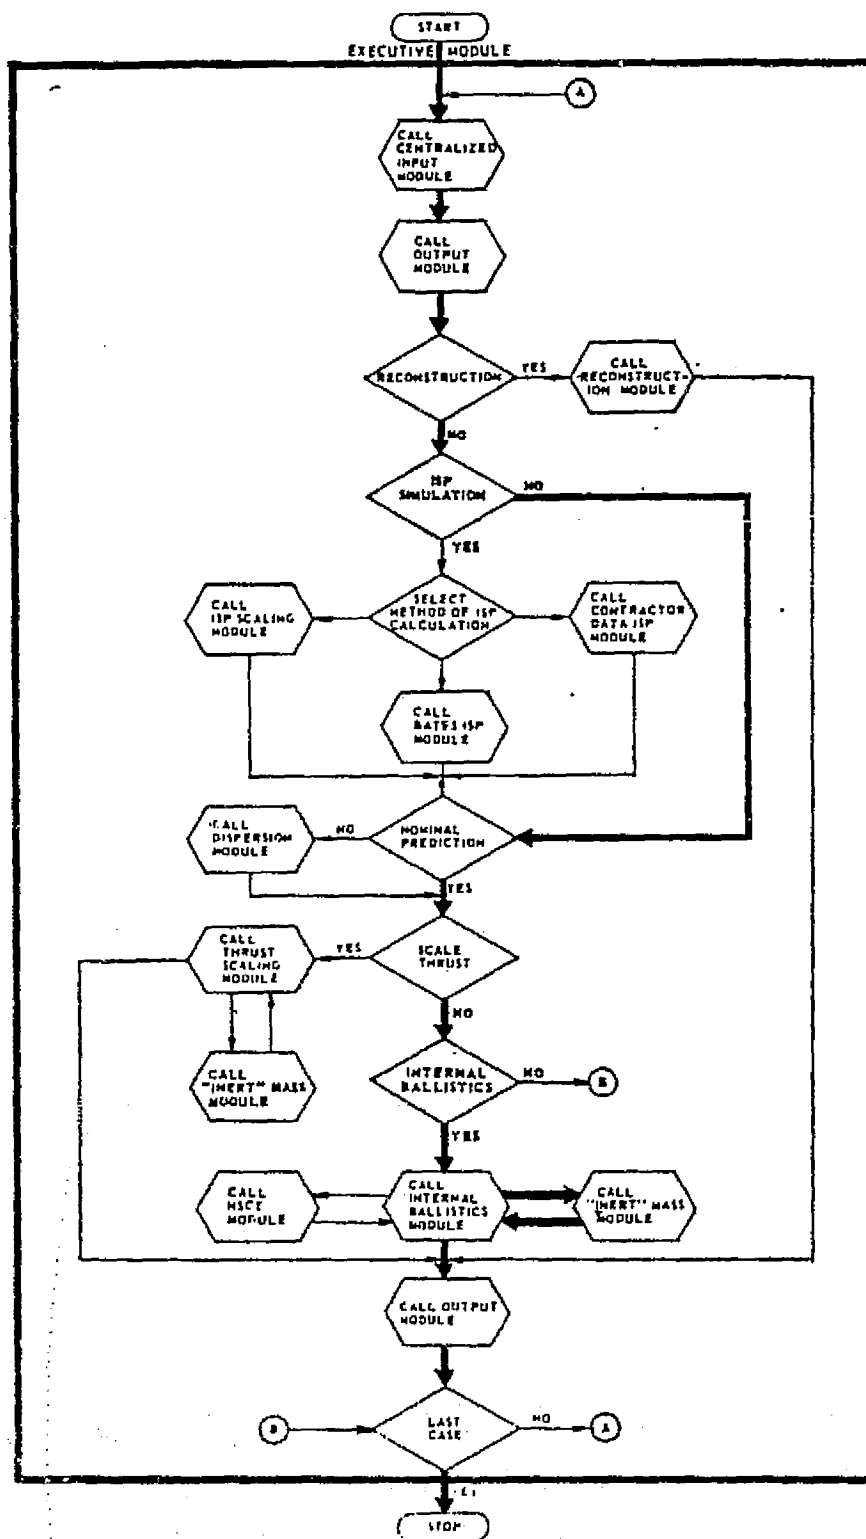 START
EXECUTIVE MODULE
A
CALL
CENTRALIZED
INPUT
MODULE
CALL
OUTPUT
MODULE
RECONSTRUCTION
YES
CALL
RECONSTRUCT-
ION MODULE
NO
ISP
SIMULATION
NO
YES
CALL
ISP SCALING
MODULE
SELECT
METHOD OF ISP
CALCULATION
CALL
CONTRACTOR
DATA ISP
MODULE
CALL
BATES ISP
MODULE
CALL
DISPERSION
MODULE
NO
NOMINAL
PREDICTION
YES
CALL
THRUST
SCALING
MODULE
YES
SCALE
THRUST
NO
CALL
"INERT" MASS
MODULE
INTERNAL
BALLISTICS
NO
B
YES
CALL
MODULE
CALL
INTERNAL
BALLISTICS
MODULE
CALL
"INERT" MASS
MODULE
CALL OUTPUT
MODULE
B
LAST
CASE
NO
A
STOP